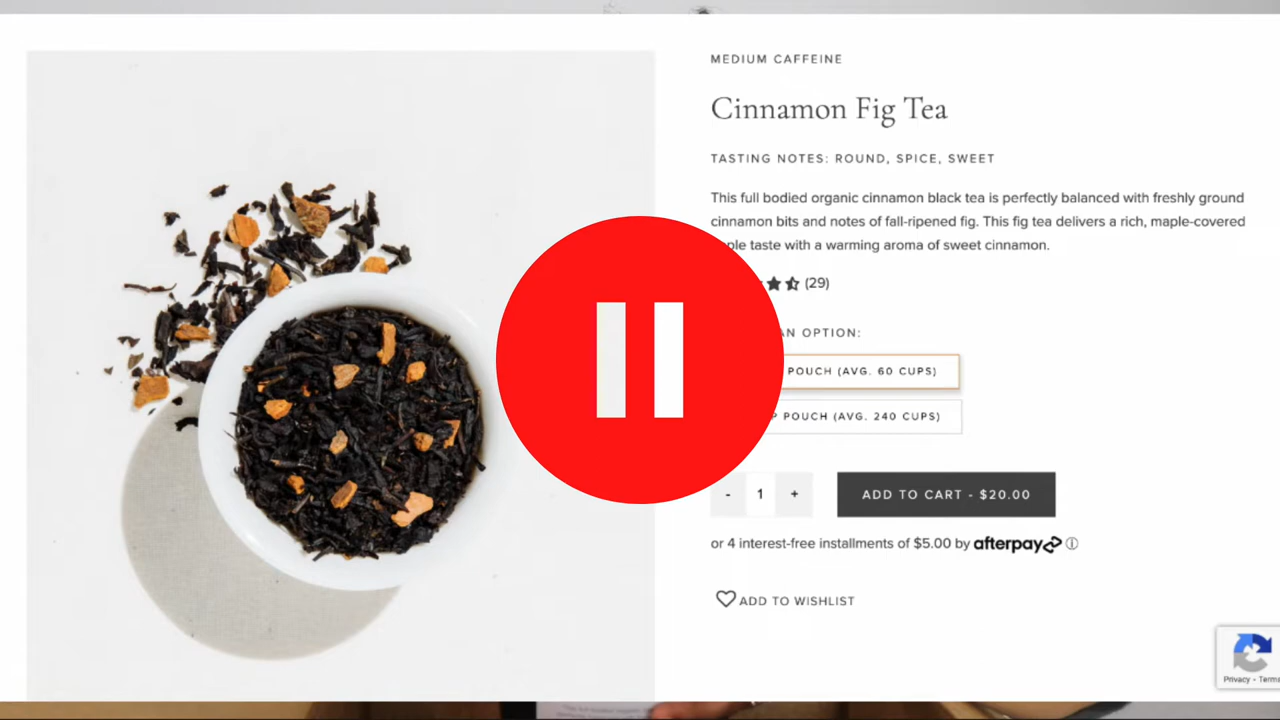 MEDIUM CAFFEINE
Cinnamon Fig Tea
TASTING NOTES: ROUND, SPICE, SWEET
This full bodied organic cinnamon black tea is perfectly balanced with freshly ground
cinnamon bits and notes of fall-ripened fig. This fig tea delivers a rich, maple-covered
taste with a warming aroma of sweet cinnamon.
(29)
OPTION:
POUCH (AVG. 60 CUPS)
POUCH (AVG. 240 CUPS)
- 1 +
ADD TO CART - $20.00
or 4 interest-free installments of $5.00 by afterpay
ADD TO WISHLIST
Privacy -